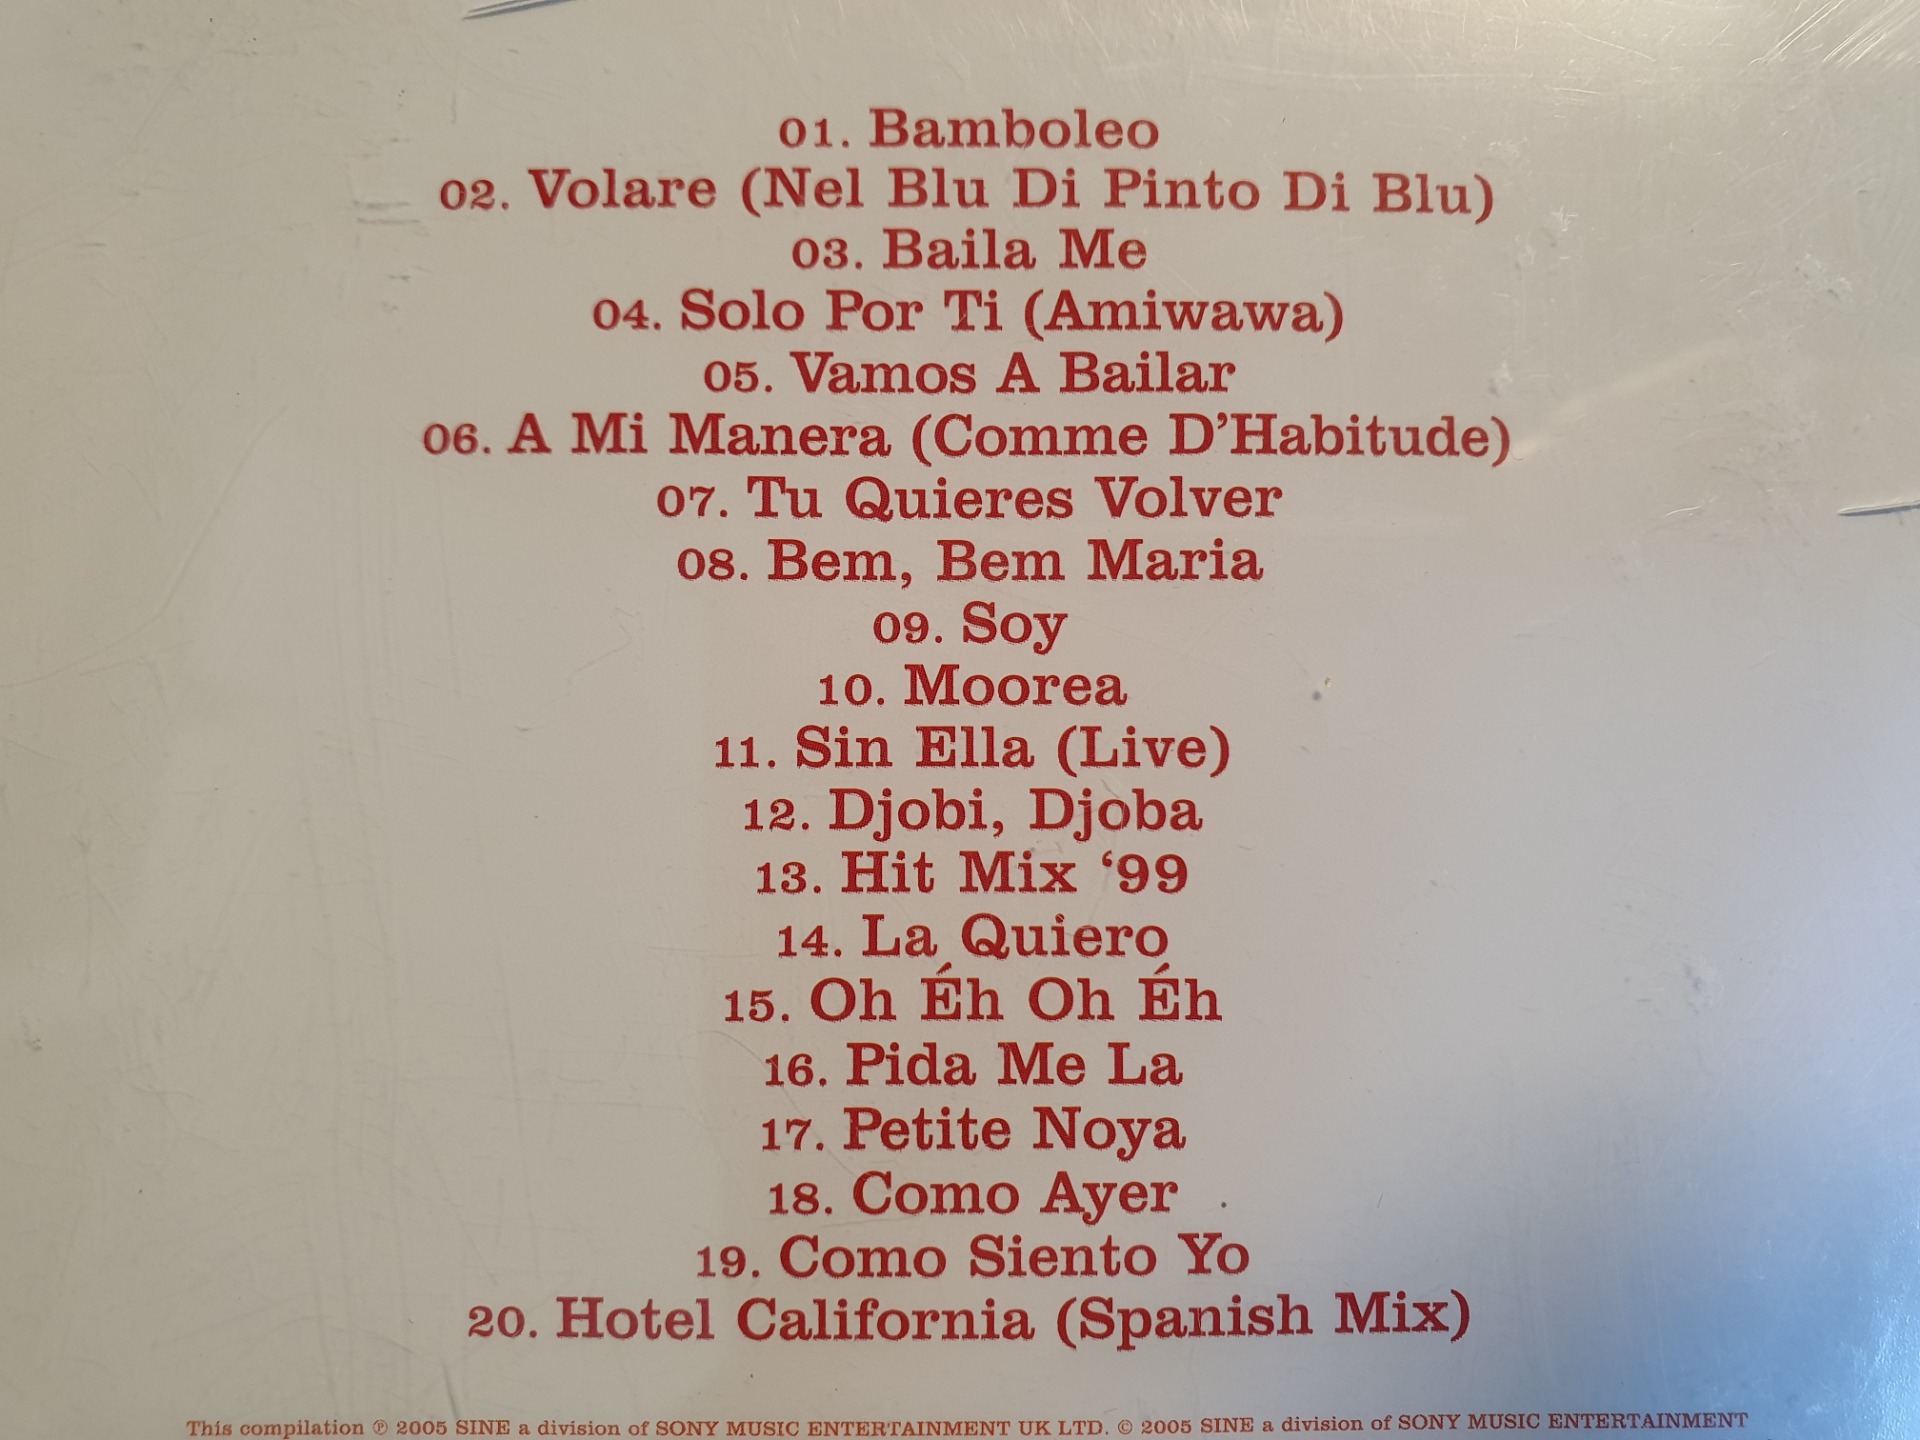 01. Bamboleo
02. Volare (Nel Blu Di Pinto Di Blu)
03. Baila Me
04. Solo Por Ti (Amiwawa)
05. Vamos A Bailar
06. A Mi Manera (Comme D’Habitude)
07. Tu Quieres Volver
08. Bem, Bem Maria
09. Soy
10. Moorea
11. Sin Ella (Live)
12. Djobi, Djoba
13. Hit Mix ‘99
14. La Quiero
15. Oh Éh Oh Éh
16. Pida Me La
17. Petite Noya
18. Como Ayer
19. Como Siento Yo
20. Hotel California (Spanish Mix)
This compilation ℗ 2005 SINE a division of SONY MUSIC ENTERTAINMENT UK LTD. © 2005 SINE a division of SONY MUSIC ENTERTAINMENT